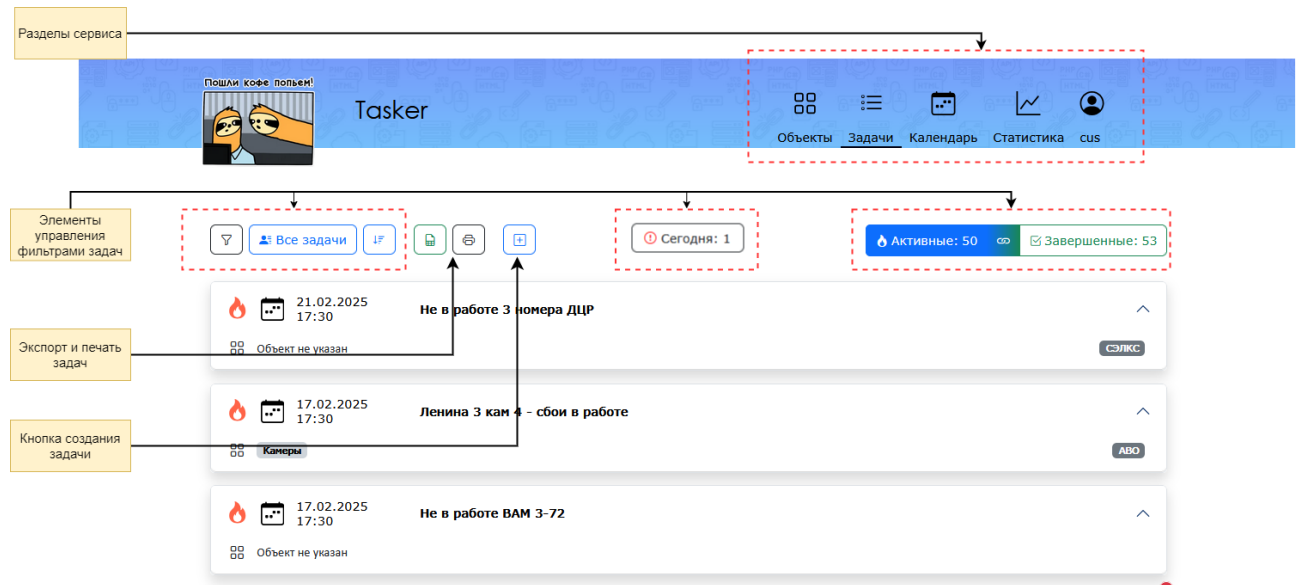 Разделы сервиса
Пошли кофе попьем!
Tasker
Объекты Задачи Календарь Статистика cus
Элементы
управления
фильтрами задач
Все задачи
Сегодня: 1
Активные: 50
Завершенные: 53
21.02.2025
17:30
Не в работе 3 номера ДЦР
Объект не указан
СЭЛКС
Экспорт и печать
задач
17.02.2025
17:30
Ленина 3 кам 4 - сбои в работе
Камеры
АВО
Кнопка создания
задачи
17.02.2025
17:30
Не в работе ВАМ 3-72
Объект не указан